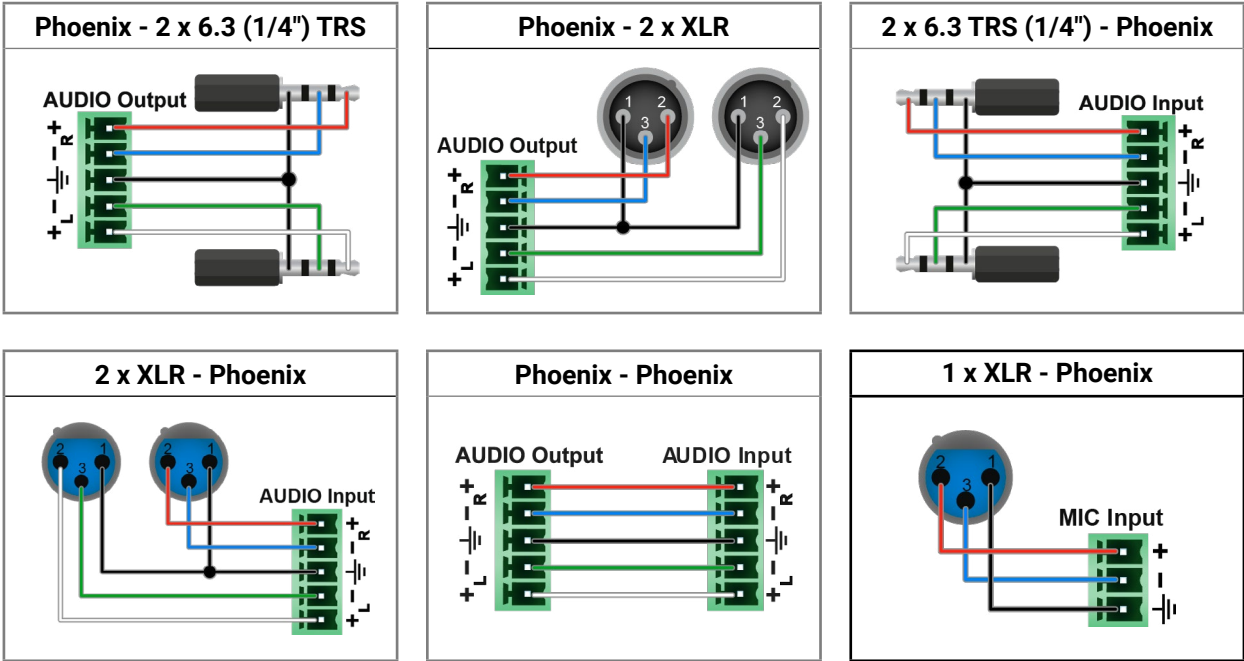 Phoenix - 2 x 6.3 (1/4") TRS
AUDIO Output
+
R
-
-
L
+
Phoenix - 2 x XLR
1 2
3
1 2
3
AUDIO Output
+
R
-
-
L
+
2 x 6.3 TRS (1/4") - Phoenix
AUDIO Input
+
R
-
-
L
+
2 x XLR - Phoenix
2 1
3
2 1
3
AUDIO Input
+
R
-
-
L
+
Phoenix - Phoenix
AUDIO Output AUDIO Input
+ +
R R
- -
- -
L L
+ +
1 x XLR - Phoenix
2 1
3
MIC Input
+
-